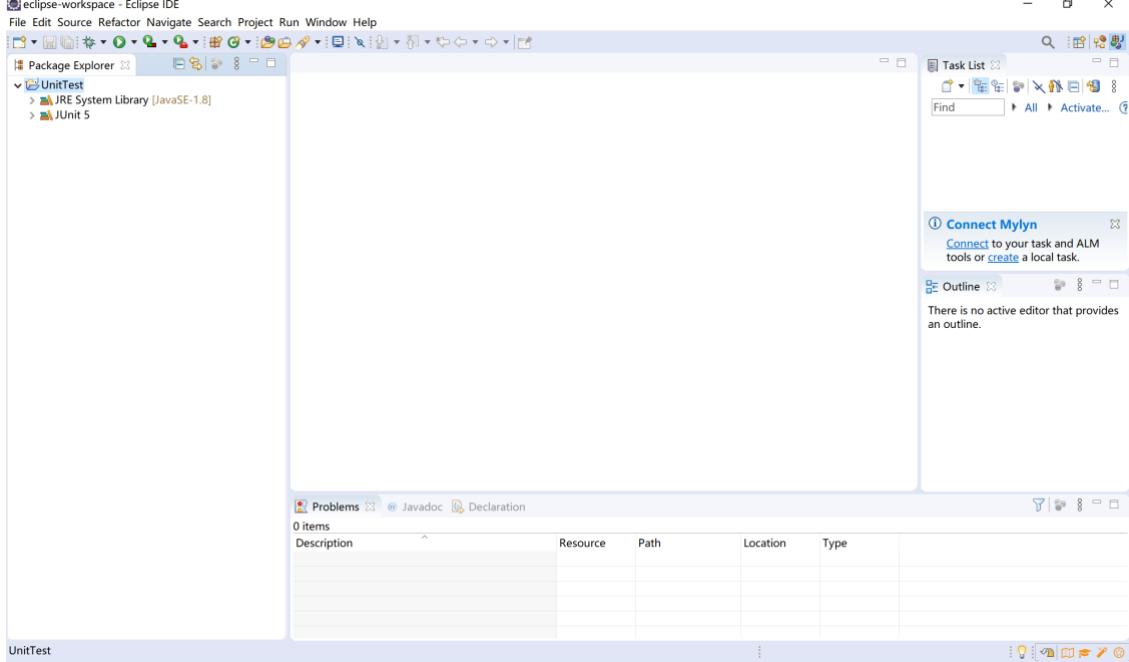 eclipse-workspace - Eclipse IDE
File Edit Source Refactor Navigate Search Project Run Window Help
Package Explorer
UnitTest
JRE System Library [JavaSE-1.8]
JUnit 5
Task List
Find All Activate...
Connect Mylyn
Connect to your task and ALM
tools or create a local task.
Outline
There is no active editor that provides
an outline.
Problems @ Javadoc Declaration
0 items
Description Resource Path Location Type
UnitTest